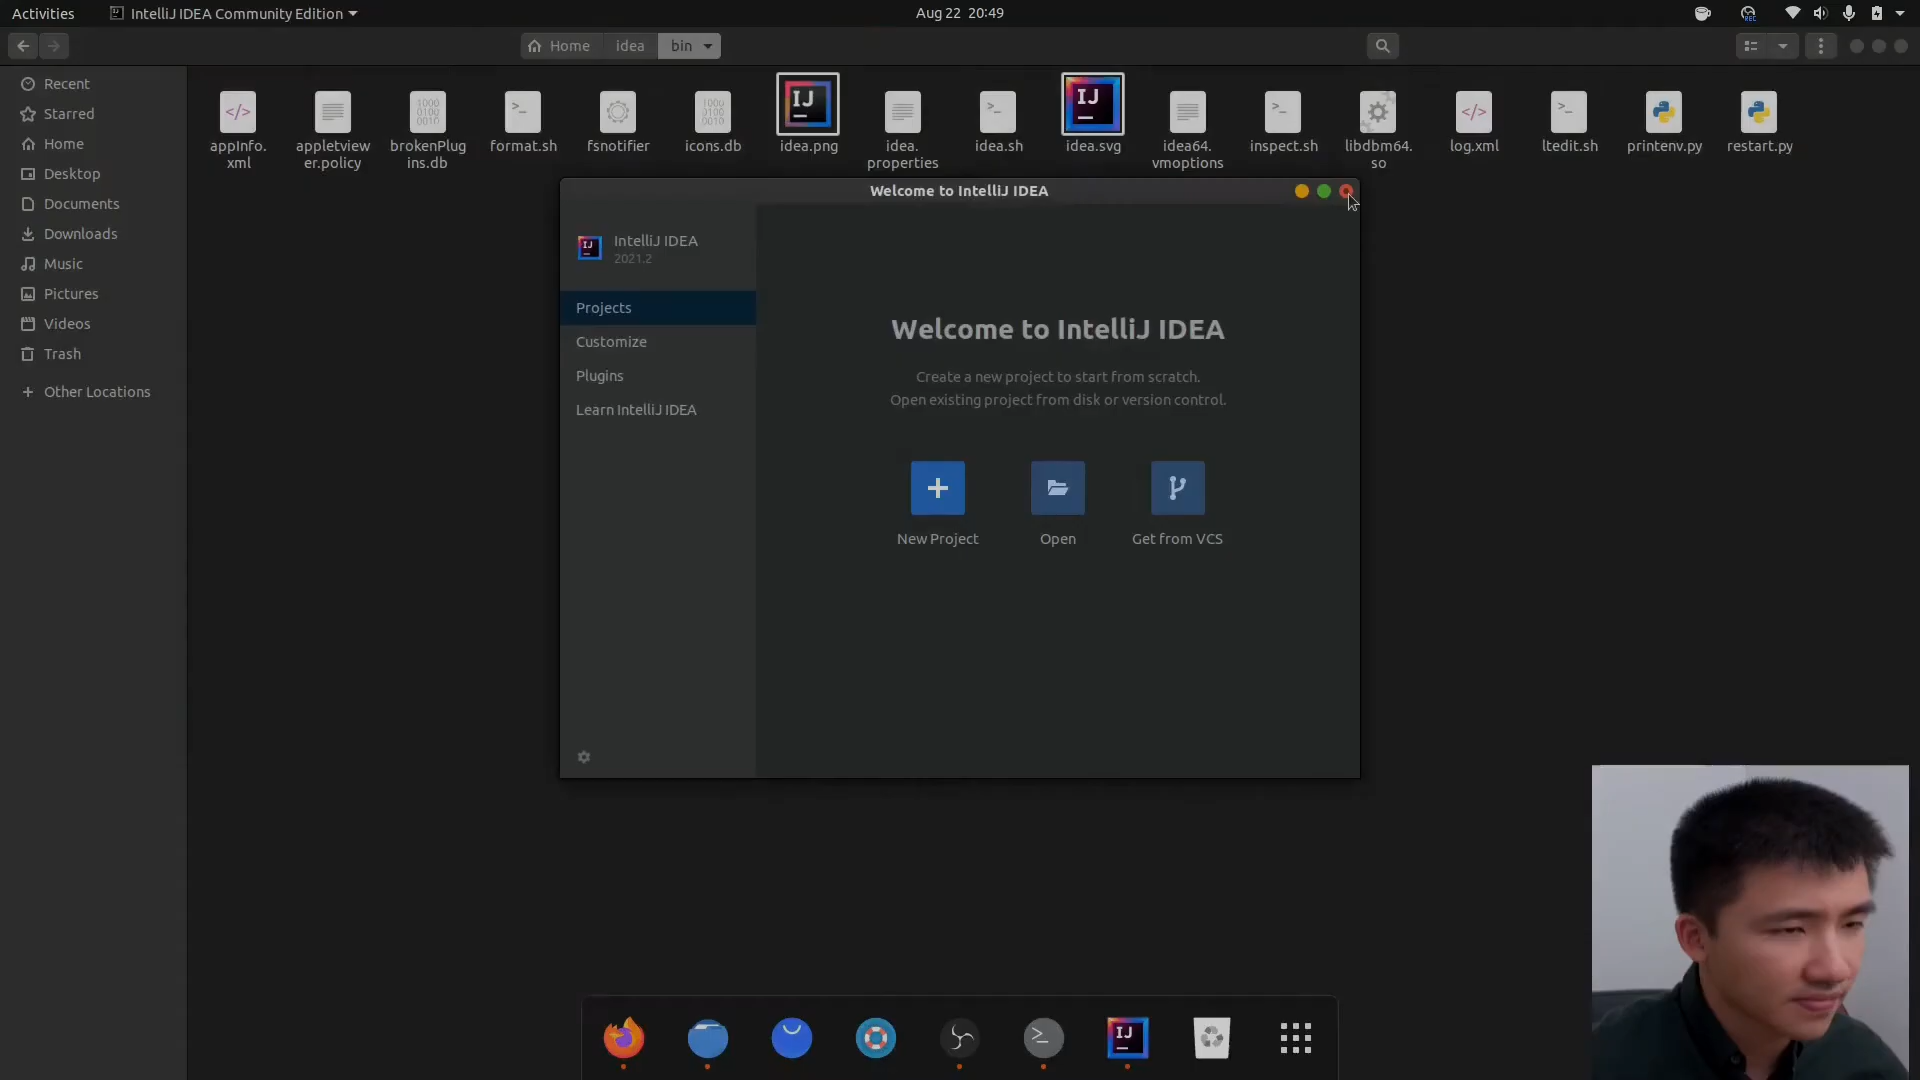 Activities
IntelliJ IDEA Community Edition
Aug 22 20:49
Home
idea
bin
Recent
Starred
Home
Desktop
Documents
Downloads
Music
Pictures
Videos
Trash
Other Locations
appInfo.
xml
appletview
er.policy
brokenPlug
ins.db
format.sh
fsnotifier
icons.db
idea.png
idea.
properties
idea.sh
idea.svg
idea64.
vmoptions
inspect.sh
libdbm64.
so
log.xml
ltedit.sh
printenv.py
restart.py
Welcome to IntelliJ IDEA
IntelliJ IDEA
2021.2
Projects
Customize
Plugins
Learn IntelliJ IDEA
Welcome to IntelliJ IDEA
Create a new project to start from scratch.
Open existing project from disk or version control.
New Project
Open
Get from VCS